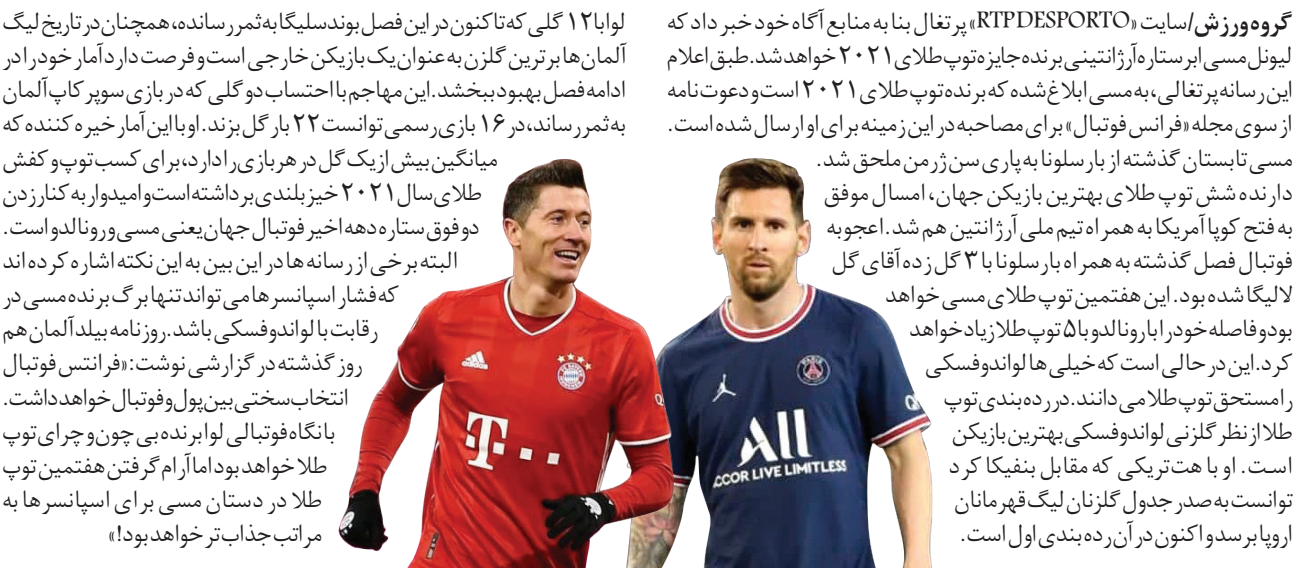 گروه ورزش/ سایت «RTPDESPORTO» پرتغال بنا به منابع آگاه خود خبر داد که
لیونل مسی ابرستاره آرژانتینی برنده جایزه توپ طلای ۲۰۲۱ خواهد شد. طبق اعلام
این رسانه پرتغالی، به مسی ابلاغ شده که برنده توپ طلای ۲۰۲۱ است و دعوت نامه
از سوی مجله «فرانس فوتبال» برای مصاحبه در این زمینه برای او ارسال شده است.
مسی تابستان گذشته از بارسلونا به پاری سن ژرمن ملحق شد.
دارنده شش توپ طلای بهترین بازیکن جهان، امسال موفق
به فتح کوپا آمریکا به همراه تیم ملی آرژانتین هم شد. اعجوبه
فوتبال فصل گذشته به همراه بارسلونا با ۳ گل زده آقای گل
لالیگا شده بود. این هفتمین توپ طلای مسی خواهد
بود و فاصله خود را با رونالدو با ۵ توپ طلا زیاد خواهد
کرد. این در حالی است که خیلی ها لواندوفسکی
را مستحق توپ طلا می دانند. در رده بندی توپ
طلا از نظر گلزنی لواندوفسکی بهترین بازیکن
است. او با هت تریکی که مقابل بنفیکا کرد
توانست به صدر جدول گلزنان لیگ قهرمانان
اروپا برسد و اکنون در آن رده بندی اول است.
لوا با ۱۲ گلی که تاکنون در این فصل بوندسلیگا به ثمر رسانده، همچنان در تاریخ لیگ
آلمان ها برترین گلزن به عنوان یک بازیکن خارجی است و فرصت دارد آمار خود را در
ادامه فصل بهبود ببخشد. این مهاجم با احتساب دو گلی که در بازی سوپر کاپ آلمان
به ثمر رساند، در ۱۶ بازی رسمی توانست ۲۲ بار گل بزند. او با این آمار خیره کننده که
میانگین بیش از یک گل در هر بازی را دارد، برای کسب توپ و کفش
طلای سال ۲۰۲۱ خیز بلندی برداشته است و امیدوار به کنار زدن
دو فوق ستاره دهه اخیر فوتبال جهان یعنی مسی و رونالدو است.
البته برخی از رسانه ها در این بین به این نکته اشاره کرده اند
که فشار اسپانسرها می تواند تنها برگ برنده مسی در
رقابت با لواندوفسکی باشد. روزنامه بیلد آلمان هم
روز گذشته در گزارشی نوشت: «فرانتس فوتبال
انتخاب سختی بین پول و فوتبال خواهد داشت.
با نگاه فوتبالی لوا برنده بی چون و چرای توپ
طلا خواهد بود اما آرام گرفتن هفتمین توپ
طلا در دستان مسی برای اسپانسرها به
مراتب جذاب تر خواهد بود!»
adidas
T
PARIS
All
ACCOR LIVE LIMITLESS